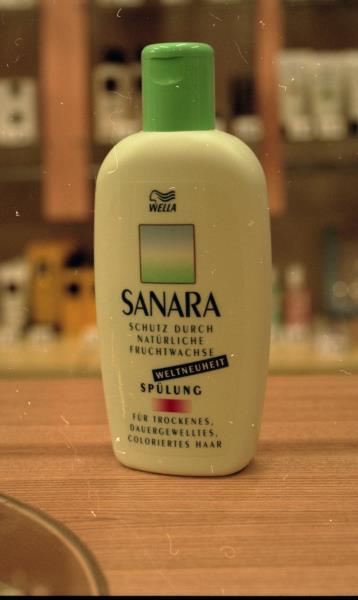 WELLA
SANARA
SCHUTZ DURCH
NATÜRLICHE
FRUCHTWACHSE
WELTNEUHEIT
SPÜLUNG
FÜR TROCKENES,
DAUERGEWELLTES,
COLORIERTES HAAR